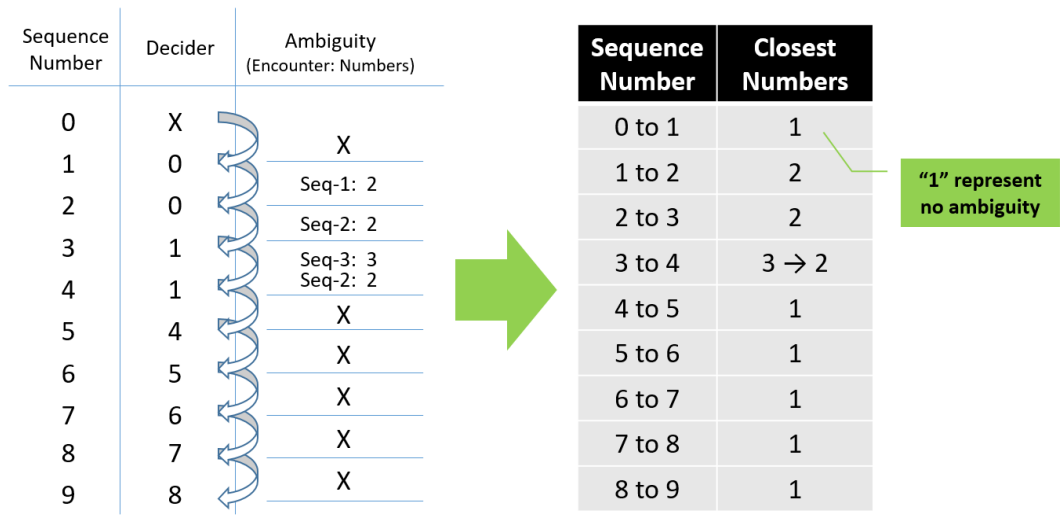 Sequence Number
Decider
Ambiguity
(Encounter: Numbers)
0 X
X
1 0
Seq-1: 2
2 0
Seq-2: 2
3 1
Seq-3: 3
Seq-2: 2
4 1
X
5 4
X
6 5
X
7 6
X
8 7
X
9 8
Sequence Number
Closest Numbers
0 to 1 1
1 to 2 2
2 to 3 2
3 to 4 3 → 2
4 to 5 1
5 to 6 1
6 to 7 1
7 to 8 1
8 to 9 1
“1” represent
no ambiguity